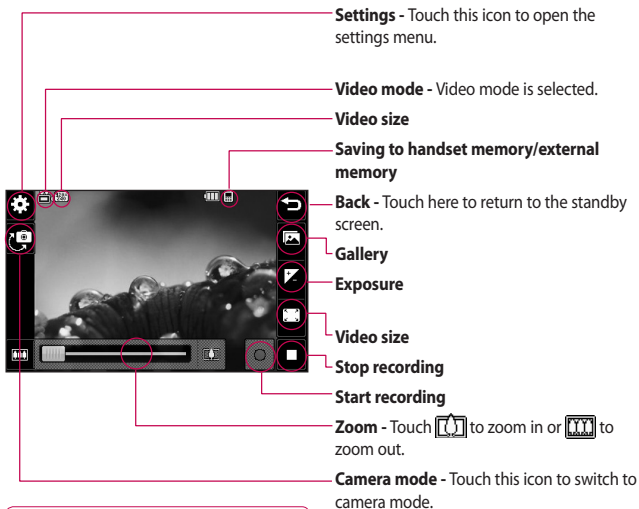 Settings - Touch this icon to open the
settings menu.
Video mode - Video mode is selected.
Video size
Saving to handset memory/external
memory
Back - Touch here to return to the standby
screen.
Gallery
Exposure
Video size
Stop recording
Start recording
Zoom - Touch to zoom in or to
zoom out.
Camera mode - Touch this icon to switch to
camera mode.